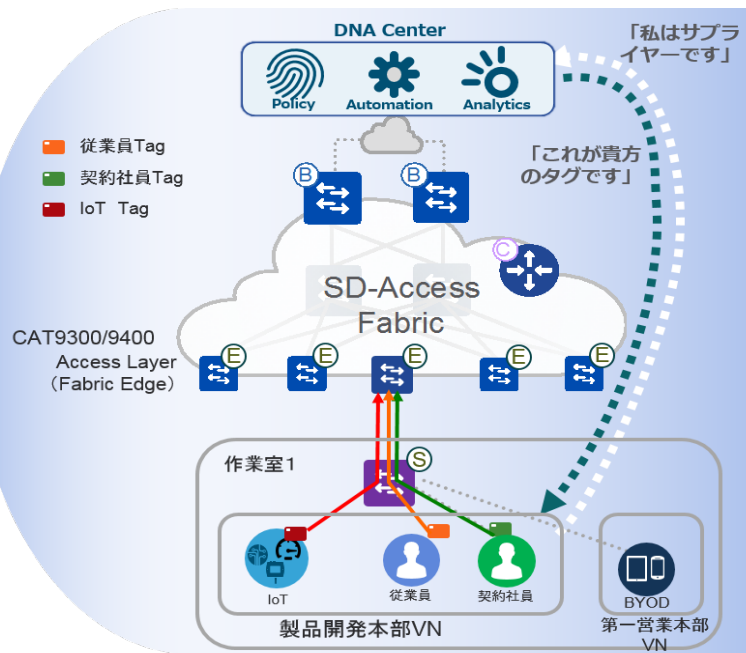 DNA Center
Policy
Automation
Analytics
「私はサプラ
イヤーです」
従業員Tag
契約社員Tag
IoT Tag
「これが貴方
のタグです」
B
B
C
SD-Access
Fabric
CAT9300/9400
Access Layer
（Fabric Edge）
E
E
E
E
E
作業室1
S
IoT
従業員
契約社員
BYOD
製品開発本部VN
第一営業本部
VN